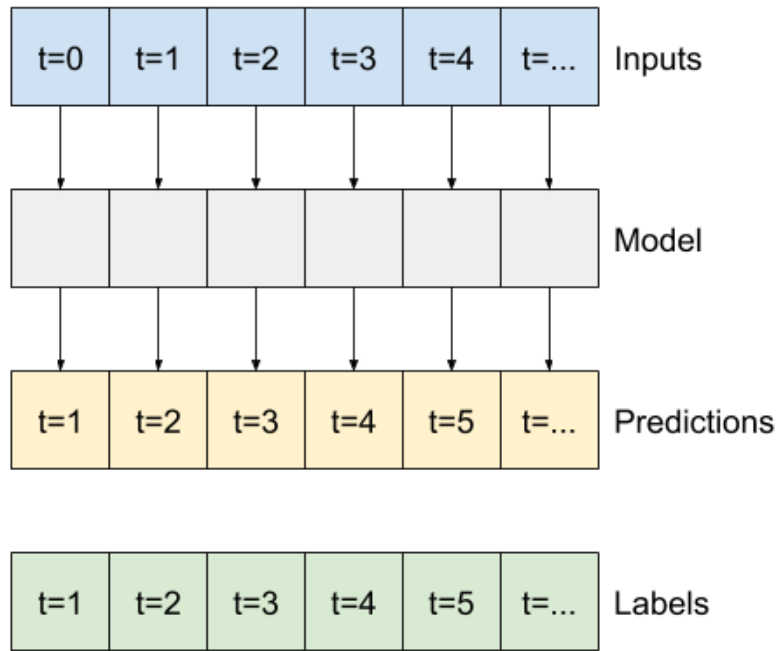 t=0 t=1 t=2 t=3 t=4 t=... Inputs
Model
t=1 t=2 t=3 t=4 t=5 t=... Predictions
t=1 t=2 t=3 t=4 t=5 t=... Labels